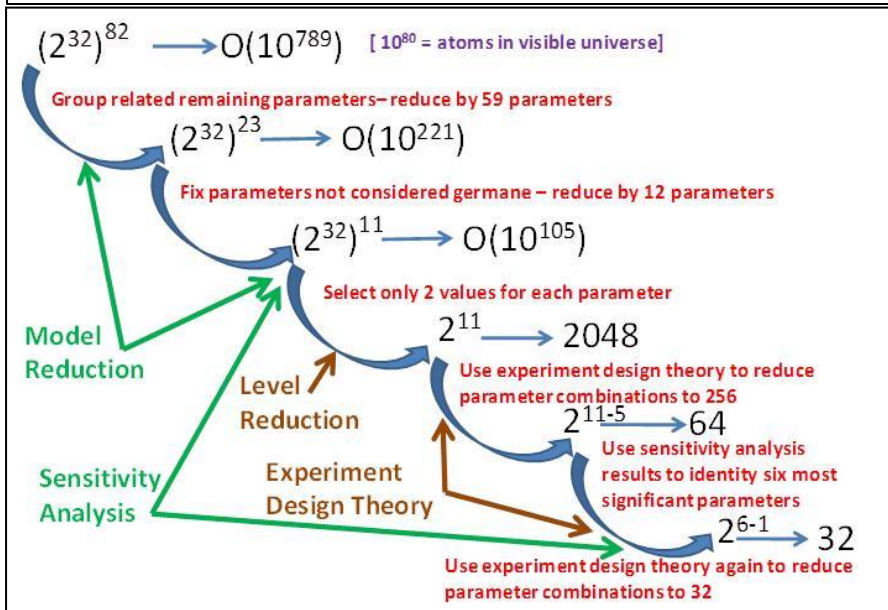 (2^32)^82 → O(10^789) [ 10^80 = atoms in visible universe]
Group related remaining parameters– reduce by 59 parameters
(2^32)^23 → O(10^221)
Fix parameters not considered germane – reduce by 12 parameters
(2^32)^11 → O(10^105)
Select only 2 values for each parameter
2^11 → 2048
Model
Reduction
Level
Reduction
Use experiment design theory to reduce
parameter combinations to 256
2^11-5 → 64
Use sensitivity analysis
results to identity six most
significant parameters
Experiment
Design Theory
Sensitivity
Analysis
2^6-1 → 32
Use experiment design theory again to reduce
parameter combinations to 32